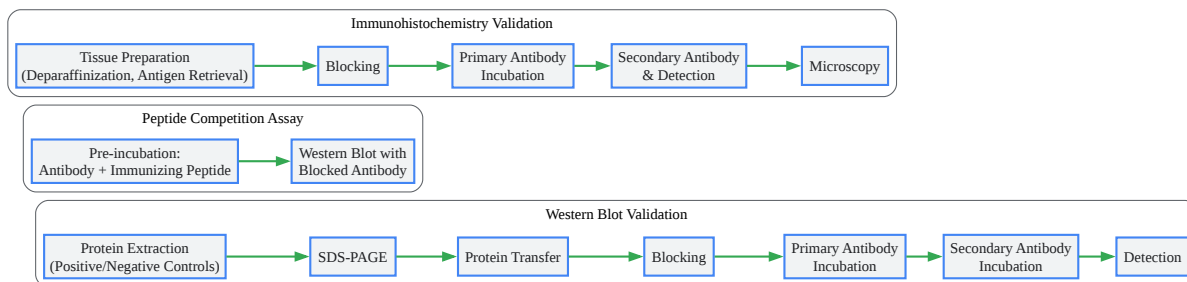 Immunohistochemistry Validation
Tissue Preparation
(Deparaffinization, Antigen Retrieval)
Blocking
Primary Antibody
Incubation
Secondary Antibody
& Detection
Microscopy
Peptide Competition Assay
Pre-incubation:
Antibody + Immunizing Peptide
Western Blot with
Blocked Antibody
Western Blot Validation
Protein Extraction
(Positive/Negative Controls)
SDS-PAGE
Protein Transfer
Blocking
Primary Antibody
Incubation
Secondary Antibody
Incubation
Detection